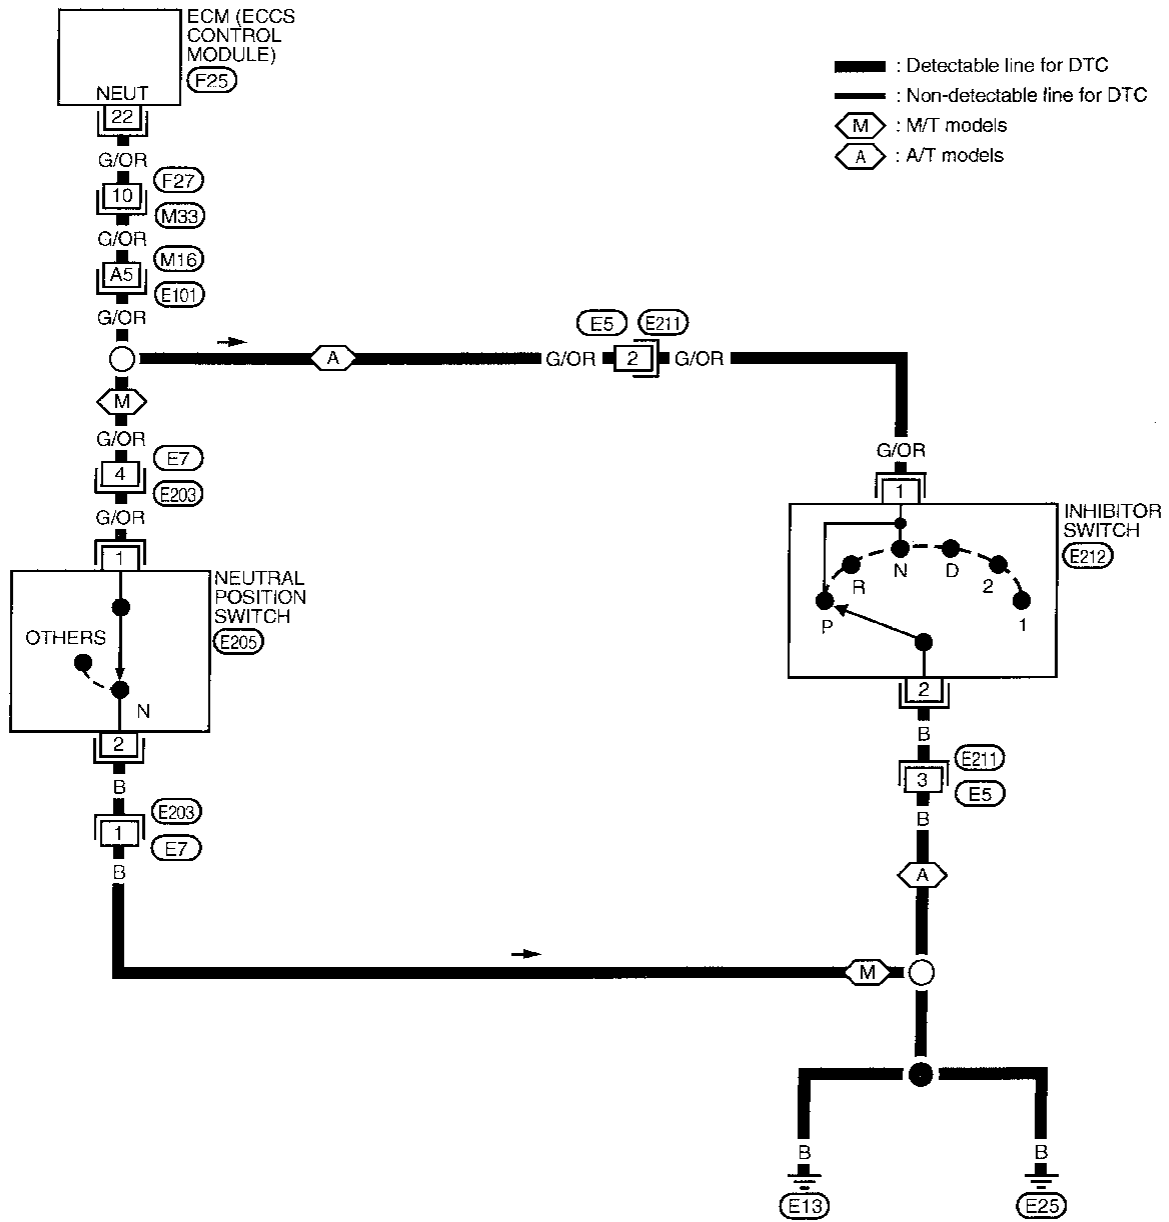 ECM (ECCS
CONTROL
MODULE)
F25
NEUT
22
: Detectable line for DTC
: Non-detectable line for DTC
M : M/T models
A : A/T models
G/OR
F27
10
M33
G/OR
M16
A5
E101
G/OR
E5 E211
A G/OR 2 G/OR
M
G/OR
E7
4
E203
G/OR
1
NEUTRAL
POSITION
SWITCH
E205
OTHERS
N
2
B
E203
1
E7
B
G/OR
1
INHIBITOR
SWITCH
E212
P R N D 2 1
2
B
E211
3
E5
B
A
M
B B
E13 E25